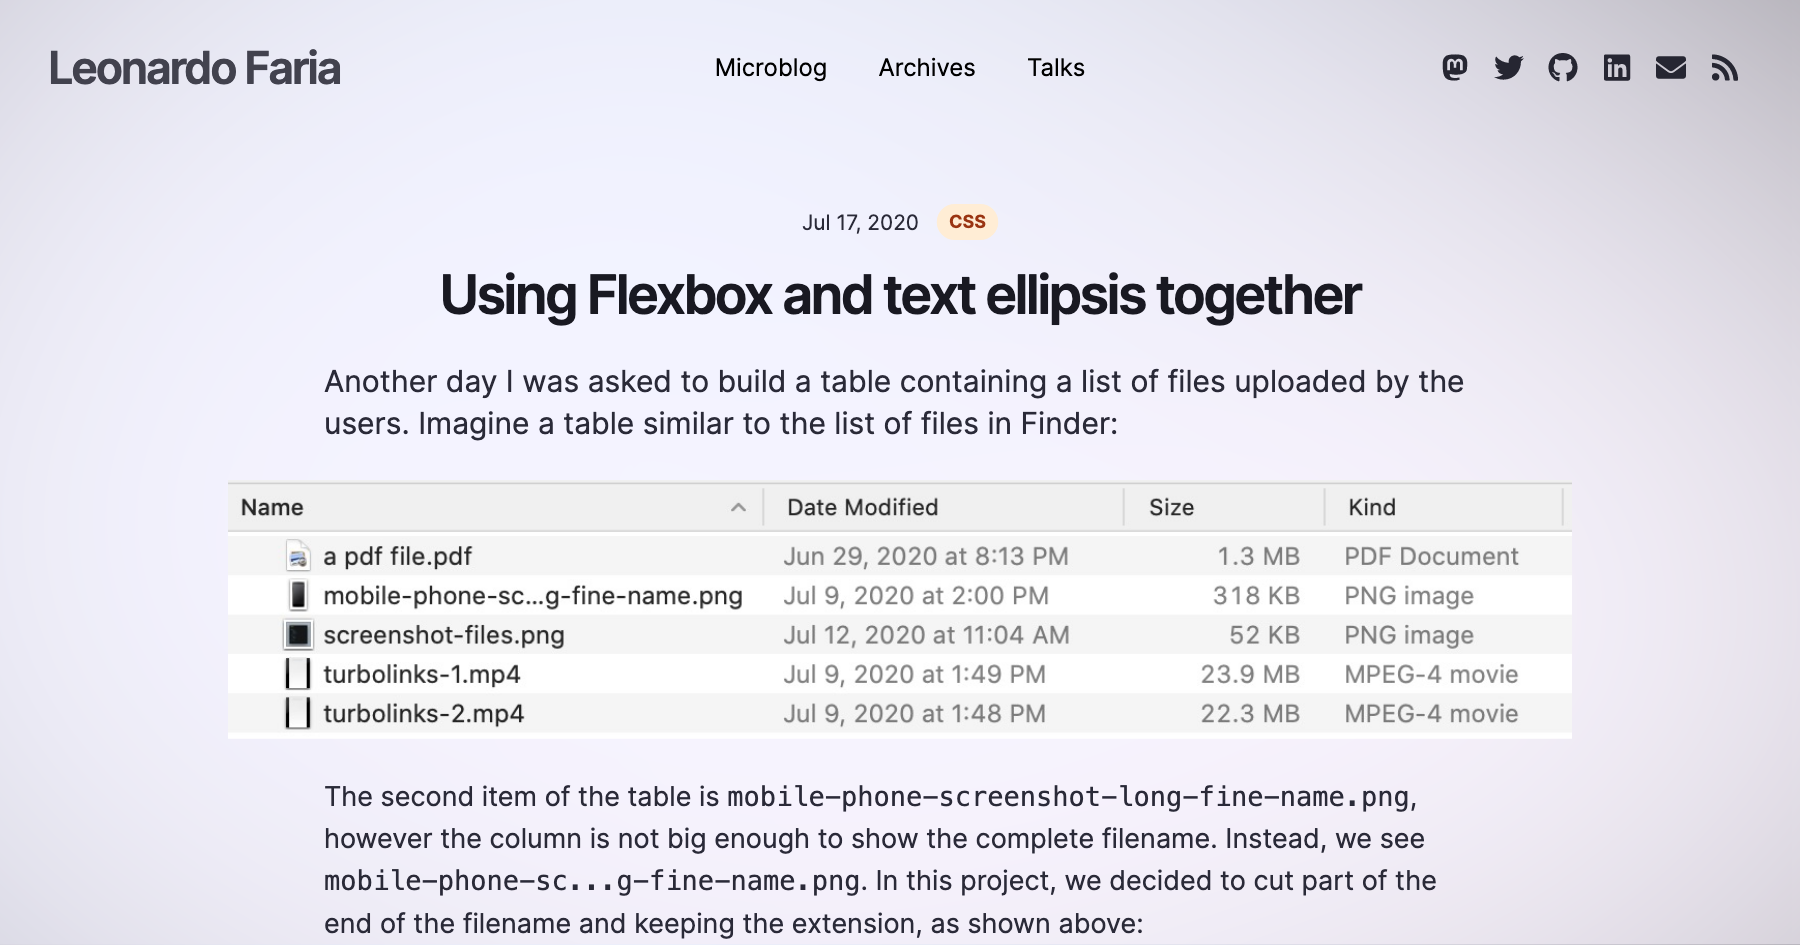 Leonardo Faria
Microblog Archives Talks
Jul 17, 2020 CSS
Using Flexbox and text ellipsis together
Another day I was asked to build a table containing a list of files uploaded by the
users. Imagine a table similar to the list of files in Finder:
Name Date Modified Size Kind
a pdf file.pdf Jun 29, 2020 at 8:13 PM 1.3 MB PDF Document
mobile-phone-sc...g-fine-name.png Jul 9, 2020 at 2:00 PM 318 KB PNG image
screenshot-files.png Jul 12, 2020 at 11:04 AM 52 KB PNG image
turbolinks-1.mp4 Jul 9, 2020 at 1:49 PM 23.9 MB MPEG-4 movie
turbolinks-2.mp4 Jul 9, 2020 at 1:48 PM 22.3 MB MPEG-4 movie
The second item of the table is mobile-phone-screenshot-long-fine-name.png,
however the column is not big enough to show the complete filename. Instead, we see
mobile-phone-sc...g-fine-name.png. In this project, we decided to cut part of the
end of the filename and keeping the extension, as shown above: